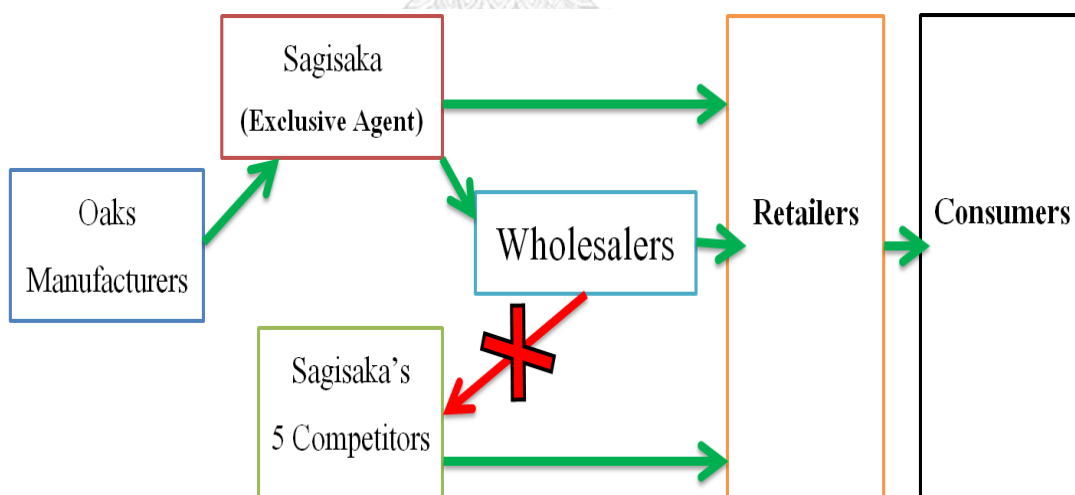 Sagisaka
(Exclusive Agent)
Oaks
Manufacturers
Wholesalers
Retailers
Consumers
Sagisaka's
5 Competitors